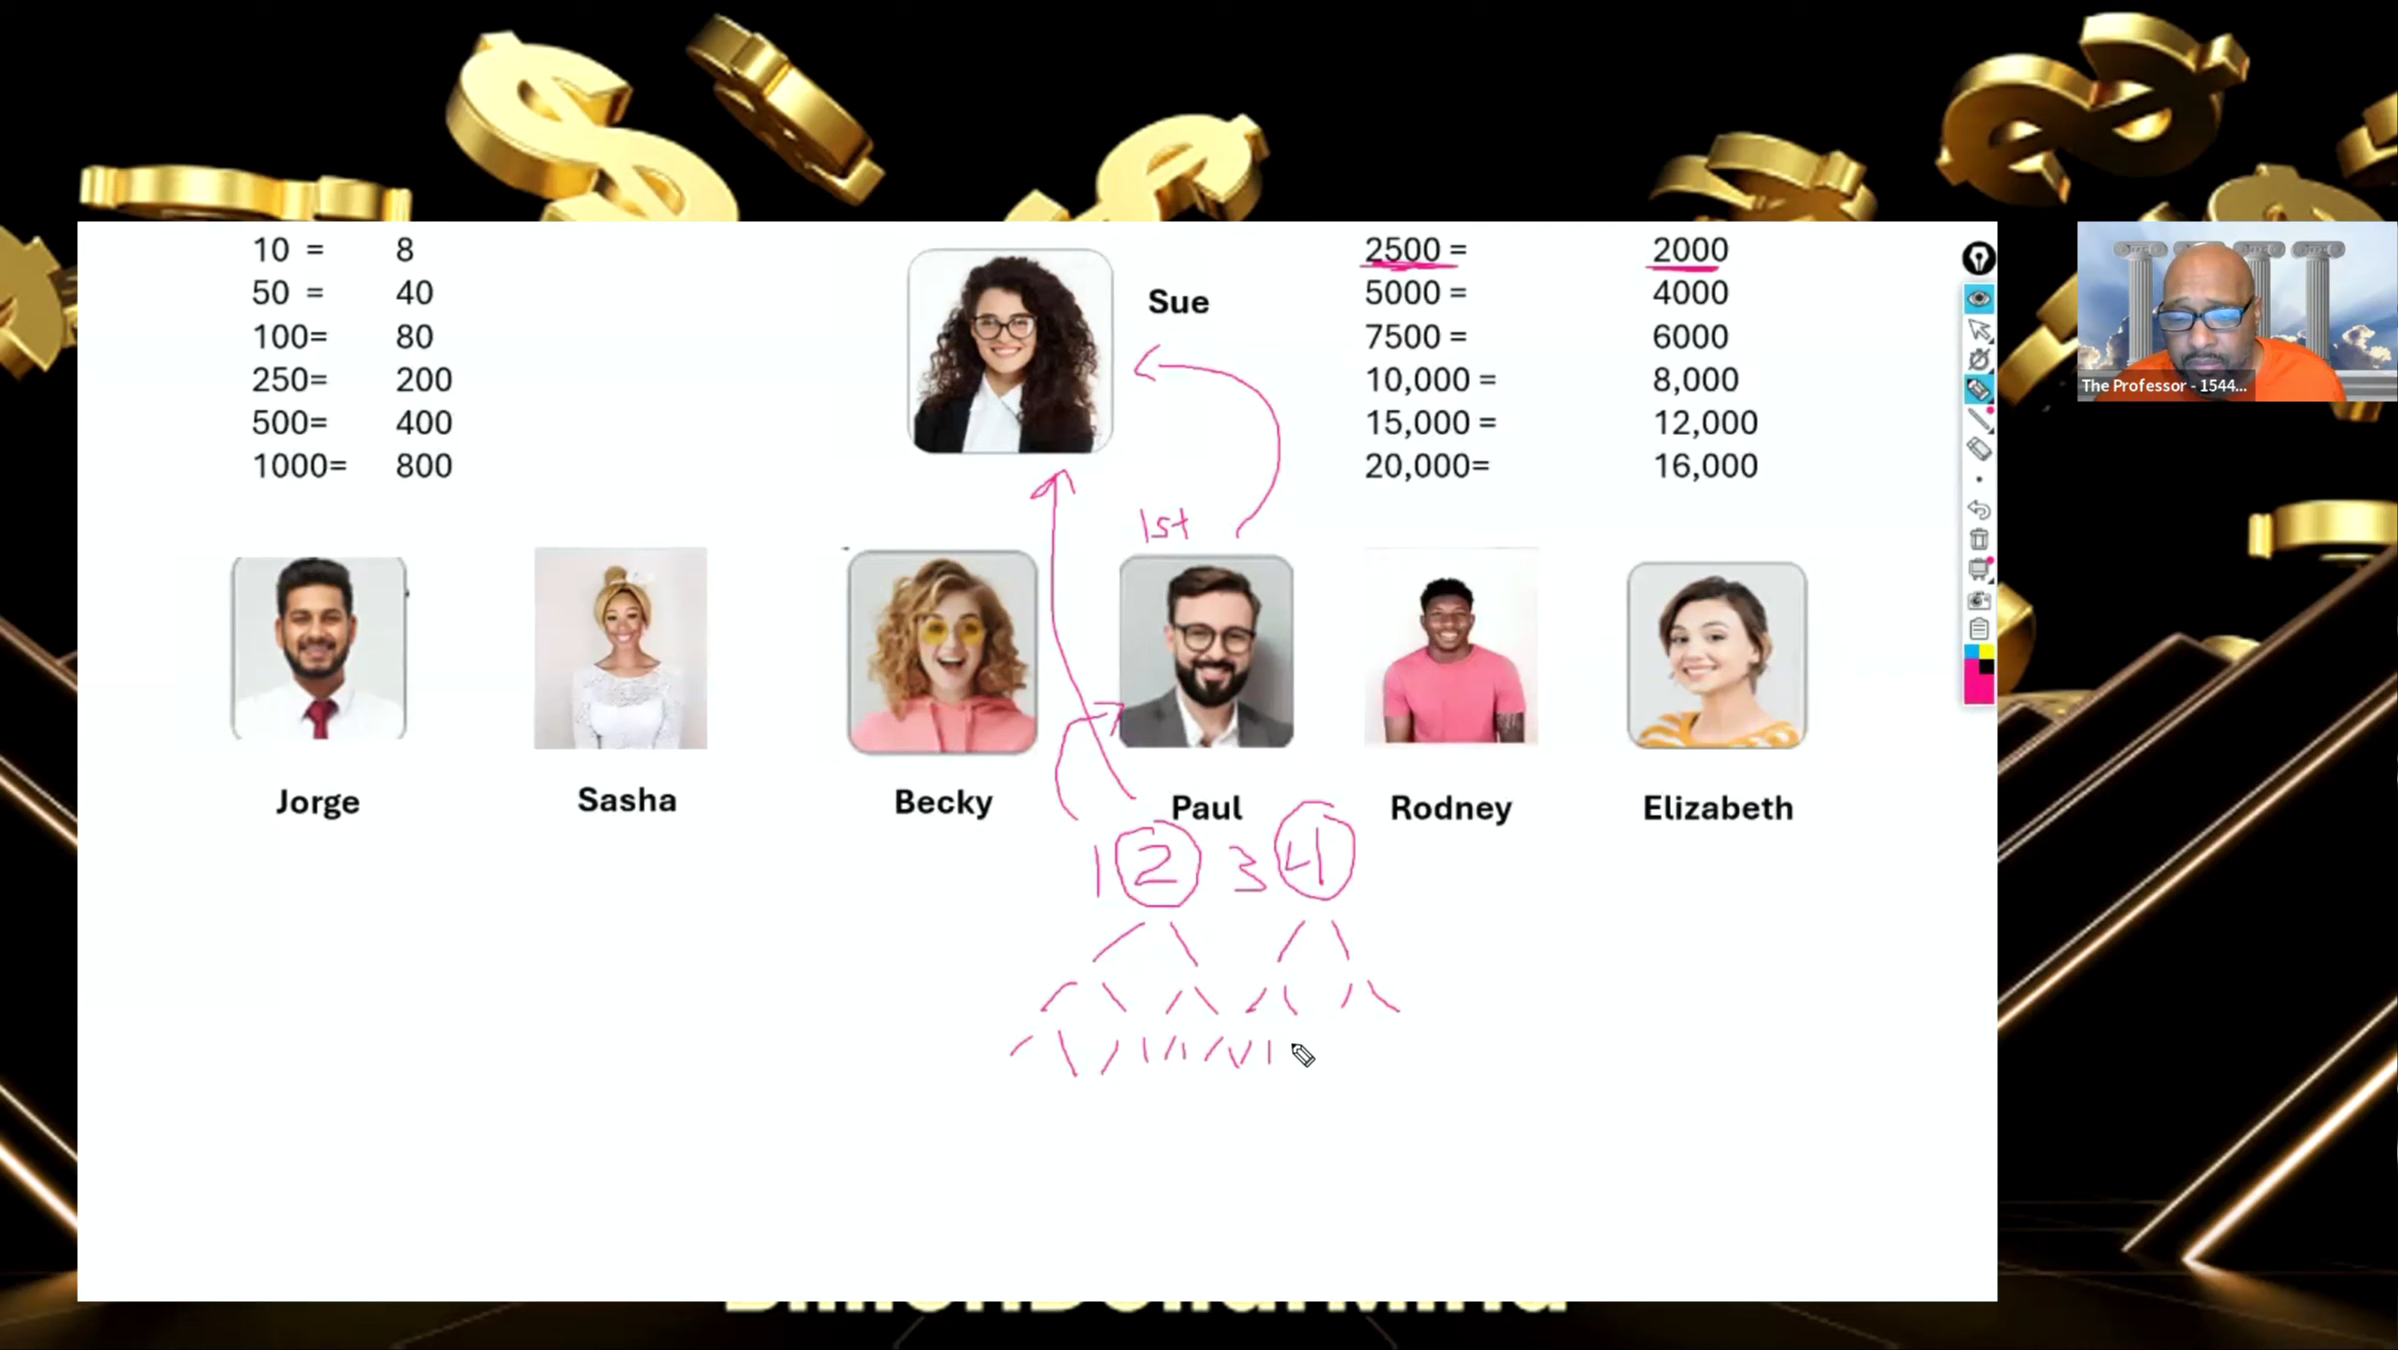 10 = 8
50 = 40
100= 80
250= 200
500= 400
1000= 800
Sue
2500 = 2000
5000 = 4000
7500 = 6000
10,000 = 8,000
15,000 = 12,000
20,000= 16,000
The Professor - 1544...
1st
Jorge
Sasha
Becky
Paul
Rodney
Elizabeth
1 2 3 4